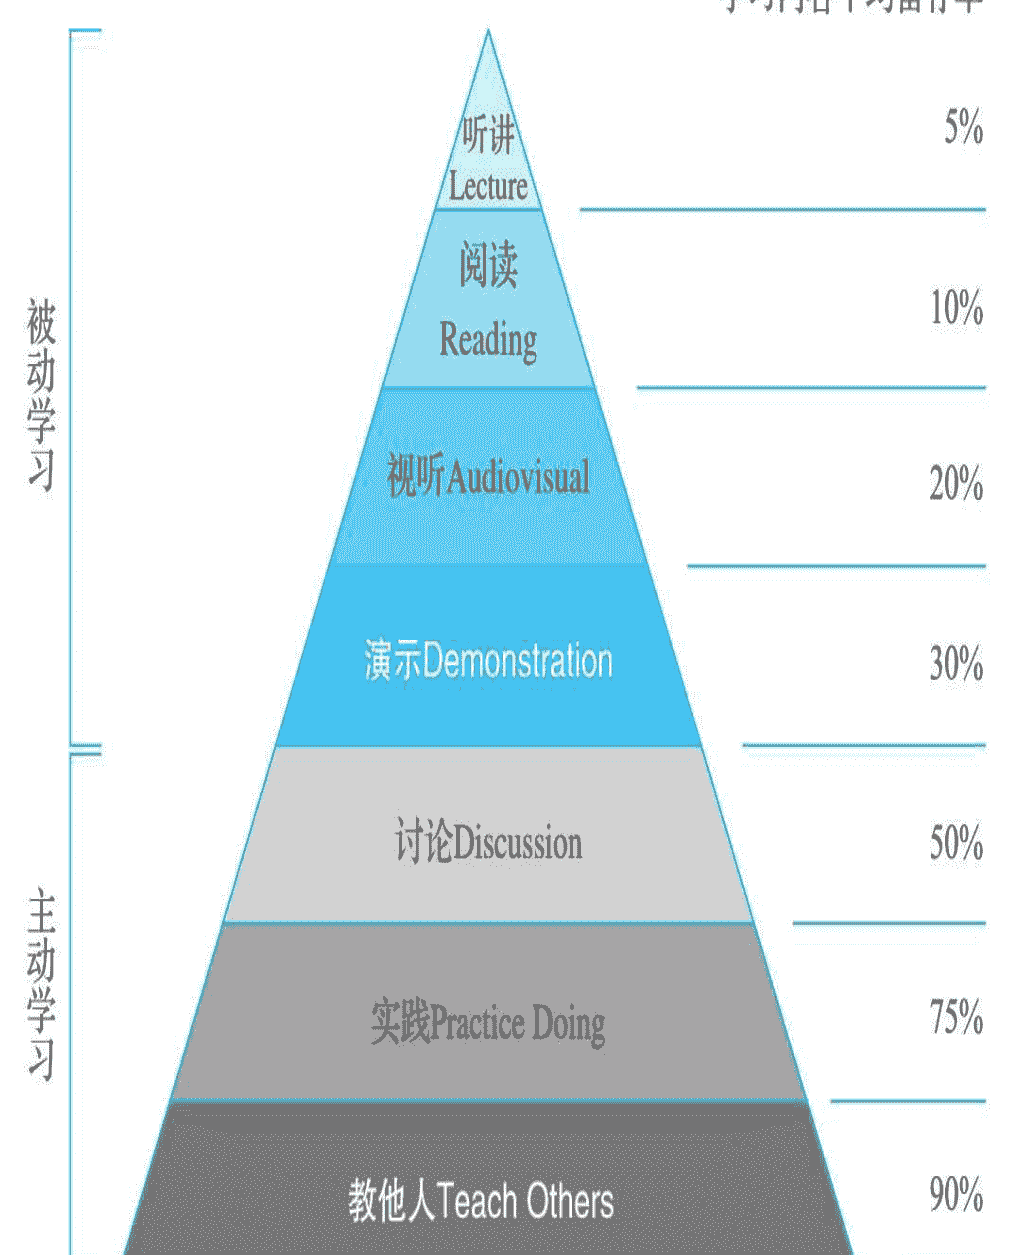 5%
听讲
Lecture
10%
阅读
Reading
被动学习
20%
视听Audiovisual
30%
演示Demonstration
50%
讨论Discussion
主动学习
75%
实践Practice Doing
90%
教他人Teach Others